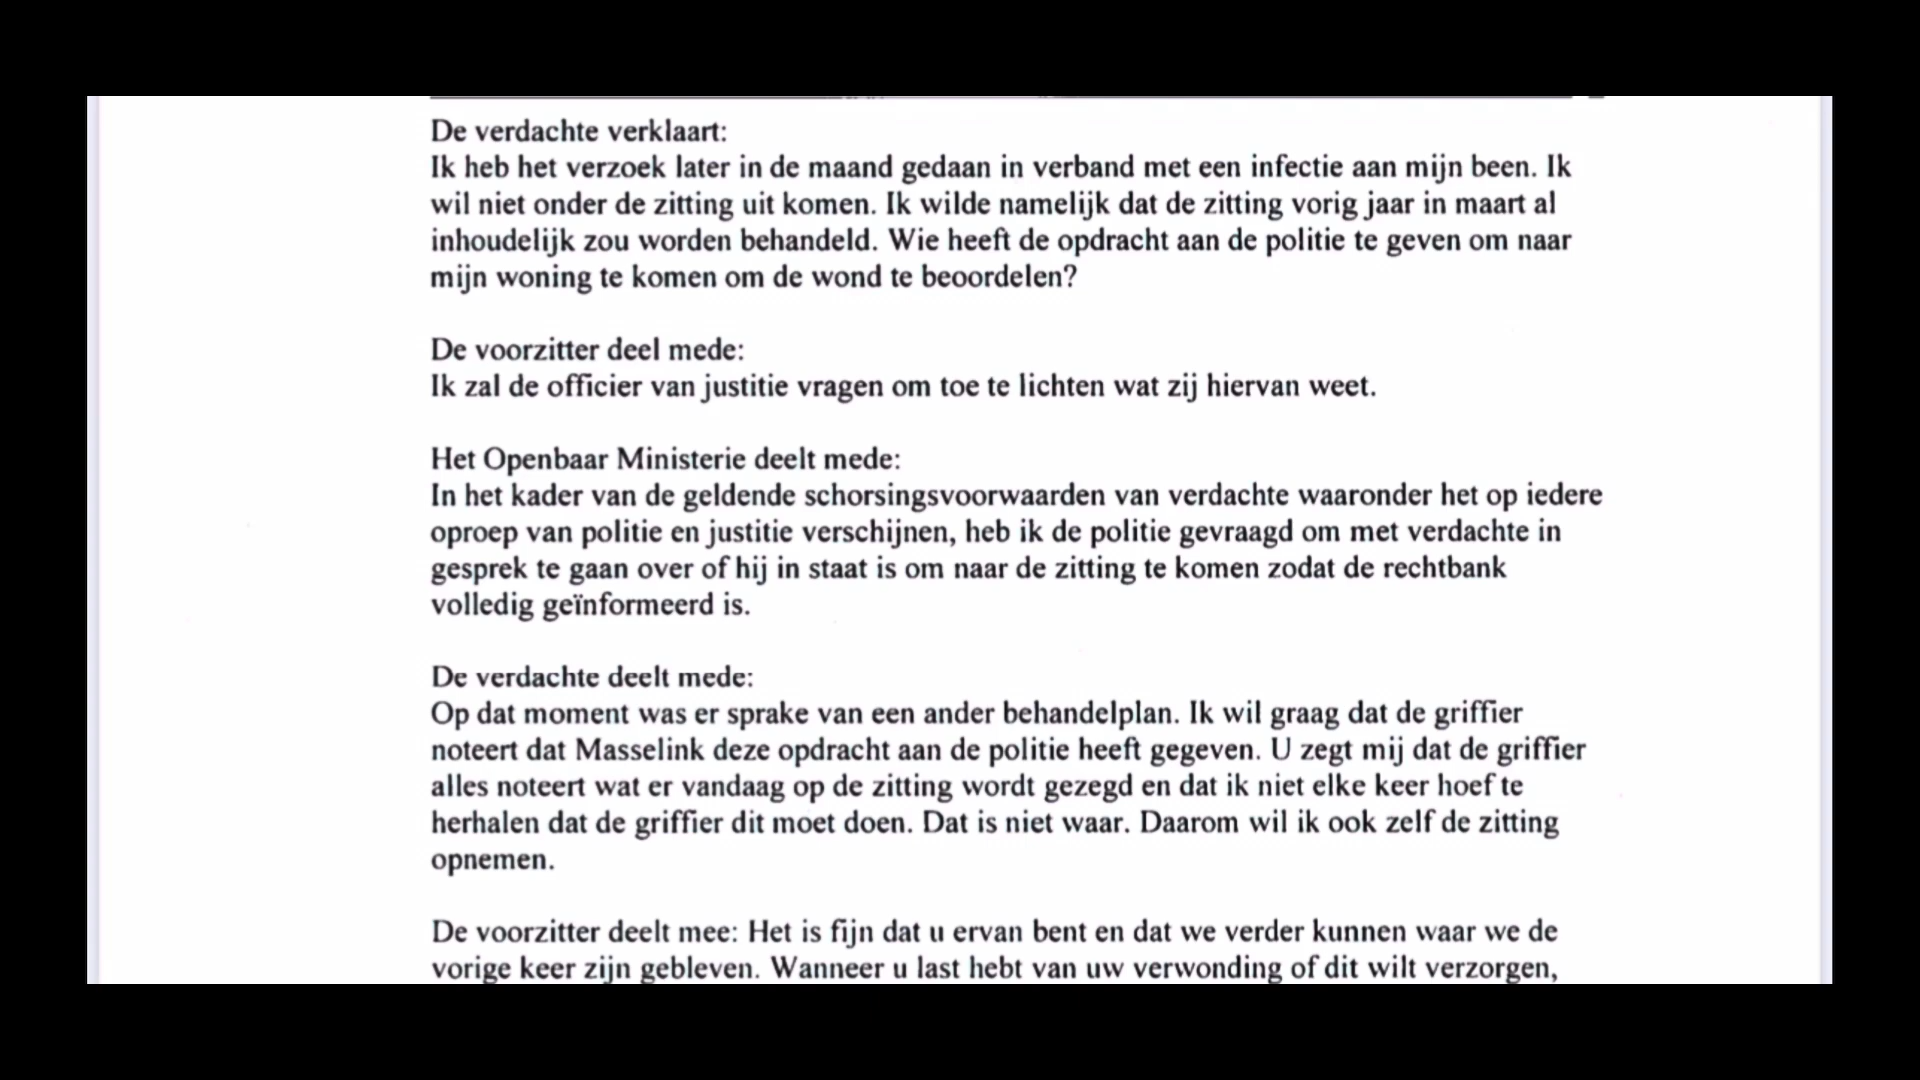 De verdachte verklaart:
Ik heb het verzoek later in de maand gedaan in verband met een infectie aan mijn been. Ik
wil niet onder de zitting uit komen. Ik wilde namelijk dat de zitting vorig jaar in maart al
inhoudelijk zou worden behandeld. Wie heeft de opdracht aan de politie te geven om naar
mijn woning te komen om de wond te beoordelen?
De voorzitter deel mede:
Ik zal de officier van justitie vragen om toe te lichten wat zij hiervan weet.
Het Openbaar Ministerie deelt mede:
In het kader van de geldende schorsingsvoorwaarden van verdachte waaronder het op iedere
oproep van politie en justitie verschijnen, heb ik de politie gevraagd om met verdachte in
gesprek te gaan over of hij in staat is om naar de zitting te komen zodat de rechtbank
volledig geïnformeerd is.
De verdachte deelt mede:
Op dat moment was er sprake van een ander behandelplan. Ik wil graag dat de griffier
noteert dat Masselink deze opdracht aan de politie heeft gegeven. U zegt mij dat de griffier
alles noteert wat er vandaag op de zitting wordt gezegd en dat ik niet elke keer hoef te
herhalen dat de griffier dit moet doen. Dat is niet waar. Daarom wil ik ook zelf de zitting
opnemen.
De voorzitter deelt mee: Het is fijn dat u ervan bent en dat we verder kunnen waar we de
vorige keer zijn gebleven. Wanneer u last hebt van uw verwonding of dit wilt verzorgen,